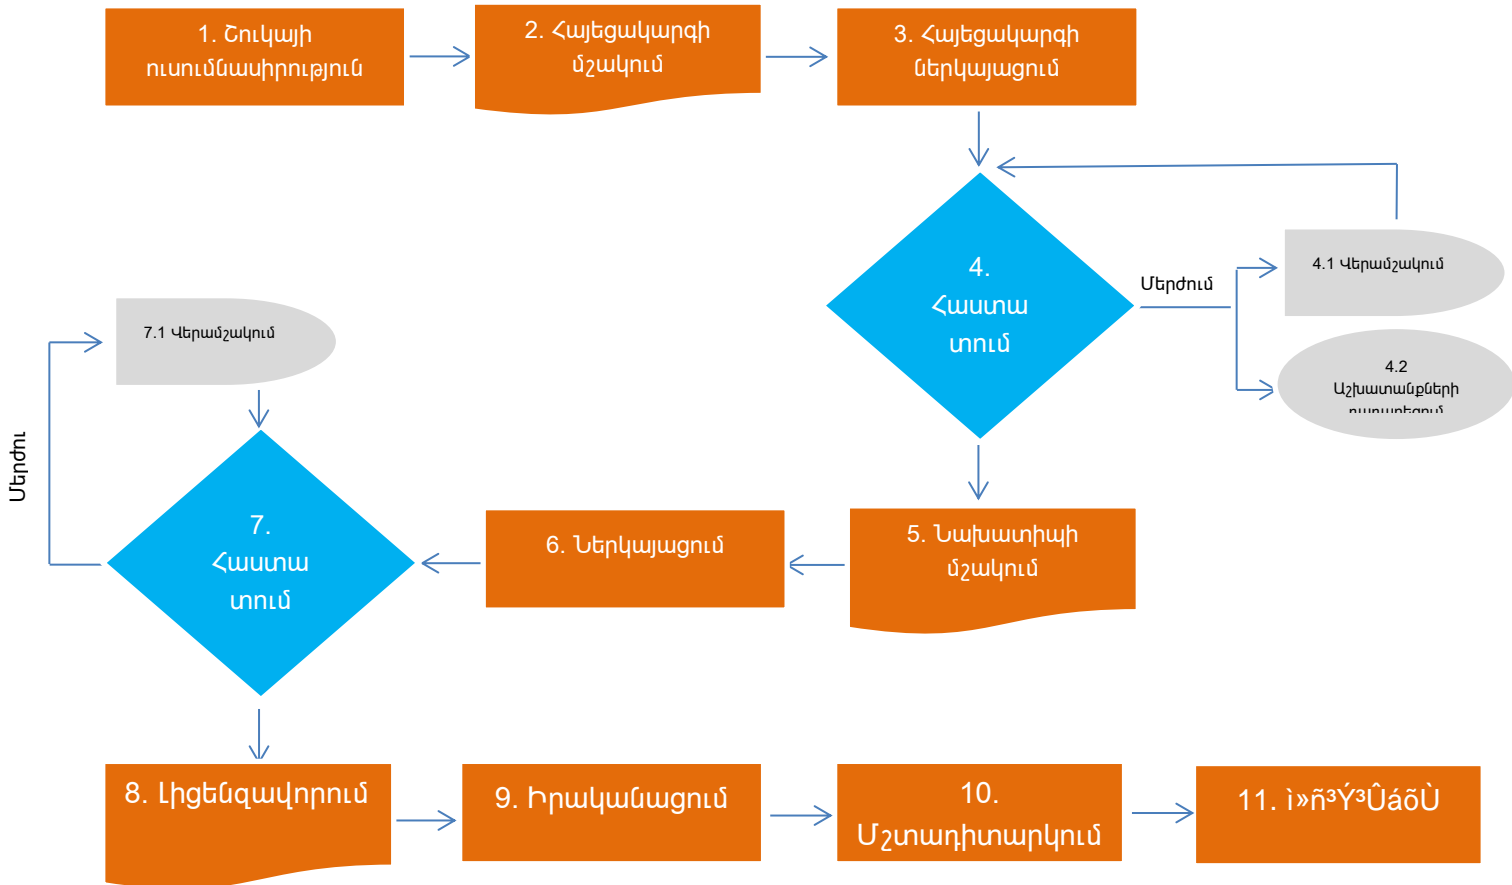 1. Շուկայի
ուսումնասիրություն
2. Հայեցակարգի
մշակում
3. Հայեցակարգի
ներկայացում
4.
Հաստա
տում
Մերժում
4.1 Վերամշակում
4.2
Աշխատանքների
7.1 Վերամշակում
Մերժու
7.
Հաստա
տում
6. Ներկայացում
5. Նախատիպի
մշակում
8. Լիցենզավորում
9. Իրականացում
10.
Մշտադիտարկում
11. ì»ñ³Ý³ÛáõÙ